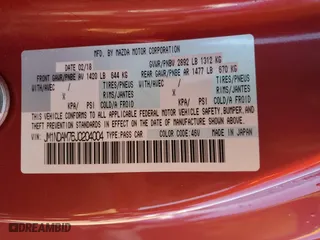 MFD. BY MAZDA MOTOR CORPORATION
DATE 02/18 GVWR/PNBV 2892 LB 1312 KG
FRONT GAWR/PNBE AV 1420 LB 644 KG REAR GAWR/PNBE AR 1477 LB 670 KG
WITH/AVEC / TIRES/PNEUS WITH/AVEC / TIRES/PNEUS
/ RIMS/JANTES / RIMS/JANTES
KPA/ PSI/ COLD/A FROID/ KPA/ PSI COLD/A FROID
THIS VEHICLE CONFORMS TO ALL APPLICABLE
FEDERAL MOTOR VEHICLE SAFETY, BUMPER, AND
THEFT PREVENTION STANDARDS IN EFFECT ON
THE DATE OF MANUFACTURE SHOWN ABOVE.
TYPE: PASS CAR COLOR CODE: 46V MADE IN JAPAN
DREAMBID